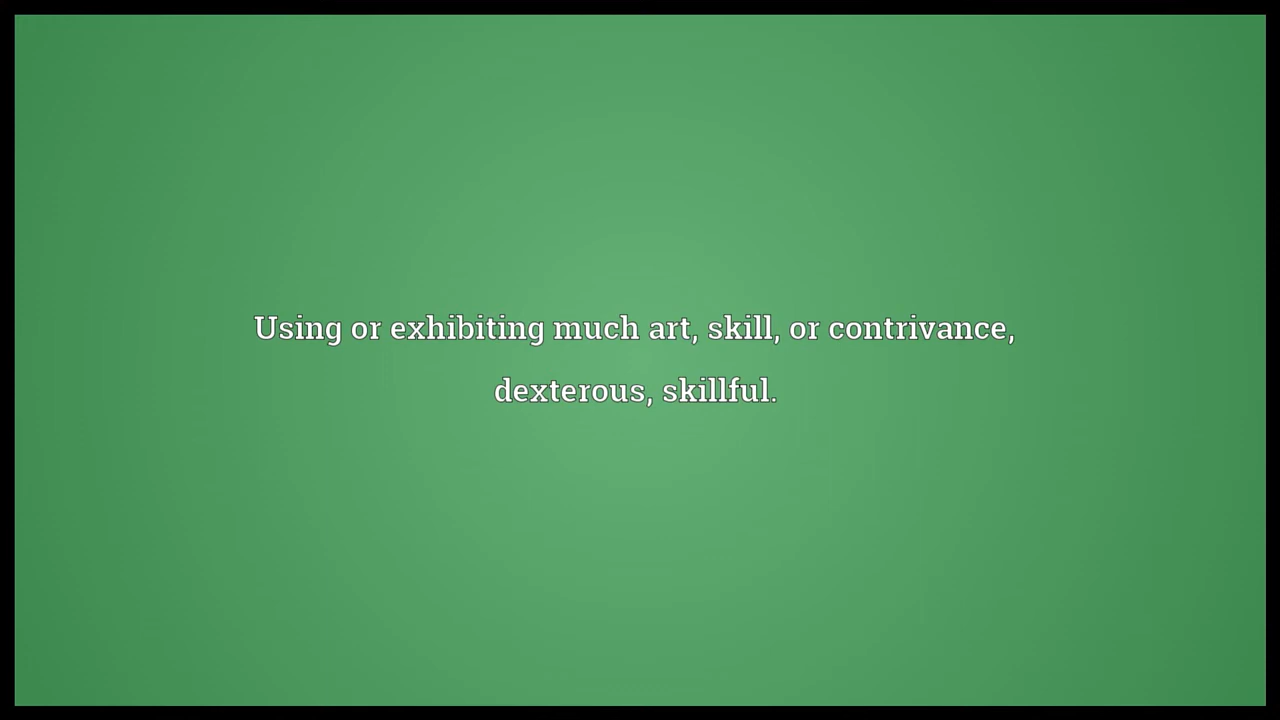 Using or exhibiting much art, skill, or contrivance,
dexterous, skillful.